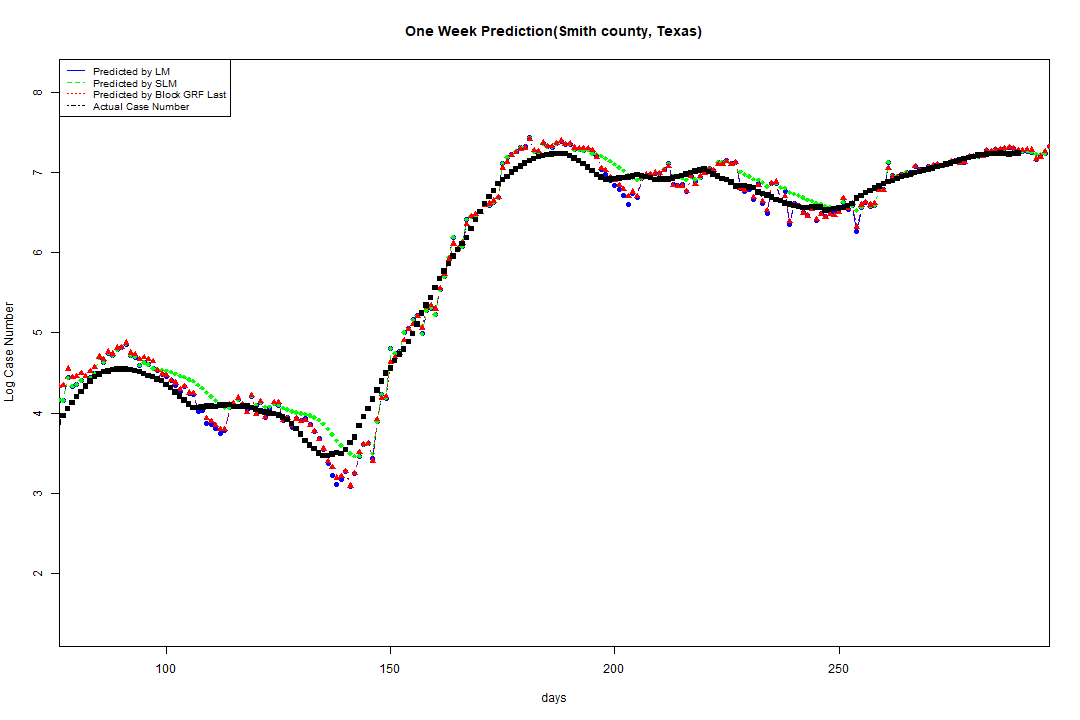 One Week Prediction(Smith county, Texas)
Predicted by LM
Predicted by SLM
Predicted by Block GRF Last
Actual Case Number
8
7
6
5
4
3
2
Log Case Number
100
150
200
250
days